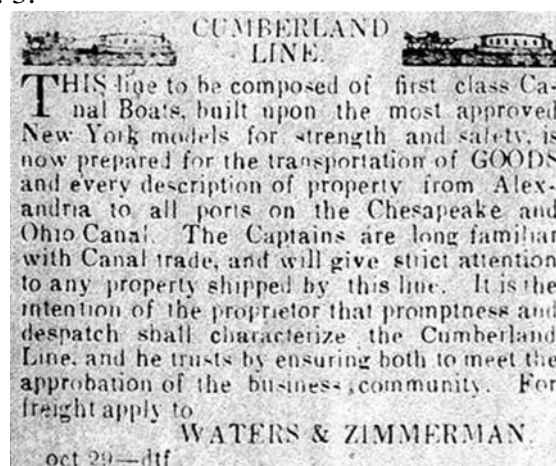 CUMBERLAND
LINE.
THIS line to be composed of first class Ca-
nal Boats, built upon the most approved
New York models for strength and safety, is
now prepared for the transportation of GOODS
and every description of property from Alex-
andria to all ports on the Chesapeake and
Ohio Canal. The Captains are long familiar
with Canal trade, and will give strict attention
to any property shipped by this line. It is the
intention of the proprietor that promptness and
despatch shall characterize the Cumberland
Line, and he trusts by ensuring both to meet the
approbation of the business community. For
freight apply to
WATERS & ZIMMERMAN.
oct 29—dtf